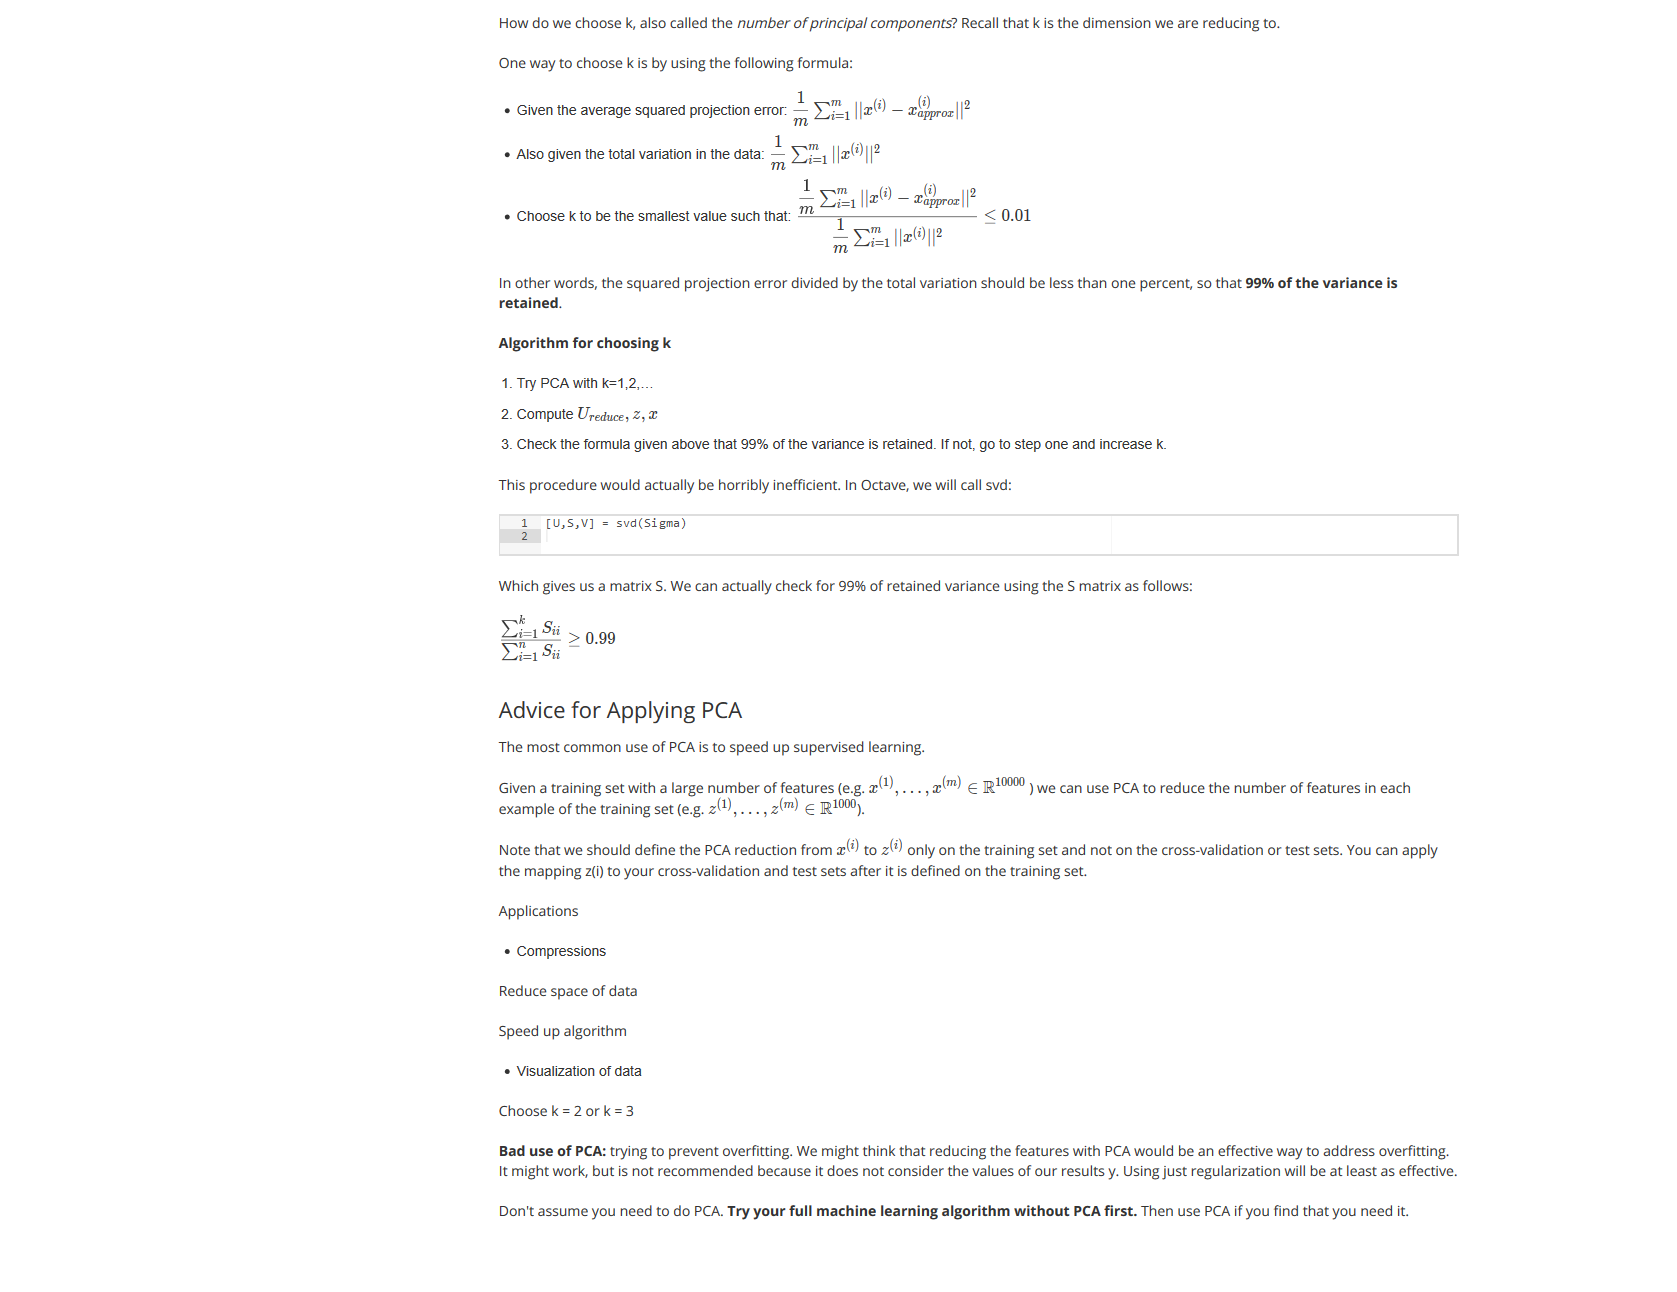 How do we choose k, also called the number of principal components? Recall that k is the dimension we are reducing to.
One way to choose k is by using the following formula:
• Given the average squared projection error: \frac{1}{m} \sum_{i=1}^{m} ||x^{(i)} − x_{approx}^{(i)}||^2
• Also given the total variation in the data: \frac{1}{m} \sum_{i=1}^{m} ||x^{(i)}||^2
• Choose k to be the smallest value such that: \frac{\frac{1}{m} \sum_{i=1}^{m} ||x^{(i)} − x_{approx}^{(i)}||^2}{\frac{1}{m} \sum_{i=1}^{m} ||x^{(i)}||^2} ≤ 0.01
In other words, the squared projection error divided by the total variation should be less than one percent, so that 99% of the variance is
retained.
Algorithm for choosing k
1. Try PCA with k=1,2,…
2. Compute U_{reduce}, z, x
3. Check the formula given above that 99% of the variance is retained. If not, go to step one and increase k.
This procedure would actually be horribly inefficient. In Octave, we will call svd:
1 [U,S,V] = svd(Sigma)
2
Which gives us a matrix S. We can actually check for 99% of retained variance using the S matrix as follows:
\frac{\sum_{i=1}^{k} S_{ii}}{\sum_{i=1}^{n} S_{ii}} ≥ 0.99
Advice for Applying PCA
The most common use of PCA is to speed up supervised learning.
Given a training set with a large number of features (e.g. x^{(1)}, . . . , x^{(m)} ∈ ℝ^{10000} ) we can use PCA to reduce the number of features in each
example of the training set (e.g. z^{(1)}, . . . , z^{(m)} ∈ ℝ^{1000}).
Note that we should define the PCA reduction from x^{(i)} to z^{(i)} only on the training set and not on the cross-validation or test sets. You can apply
the mapping z(i) to your cross-validation and test sets after it is defined on the training set.
Applications
• Compressions
Reduce space of data
Speed up algorithm
• Visualization of data
Choose k = 2 or k = 3
Bad use of PCA: trying to prevent overfitting. We might think that reducing the features with PCA would be an effective way to address overfitting.
It might work, but is not recommended because it does not consider the values of our results y. Using just regularization will be at least as effective.
Don't assume you need to do PCA. Try your full machine learning algorithm without PCA first. Then use PCA if you find that you need it.